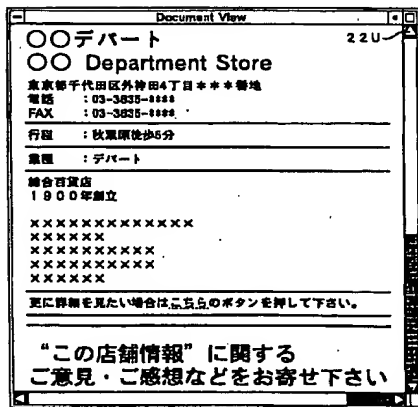 Document View
22U
○○デパート
○○ Department Store
東京都千代田区外神田4丁目＊＊＊番地
電話 : 03-3835-****
FAX : 03-3835-****
行程 : 秋葉原徒歩5分
業種 : デパート
総合百貨店
1900年創立
×××××××××××××
××××××
××××××××××
××××××××××
××××××
更に詳細を見たい場合はこちらのボタンを押して下さい。
“この店舗情報”に関する
ご意見・ご感想などをお寄せ下さい